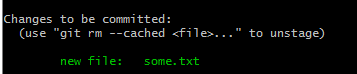 Changes to be committed:
(use "git rm --cached <file>..." to unstage)
new file: some.txt